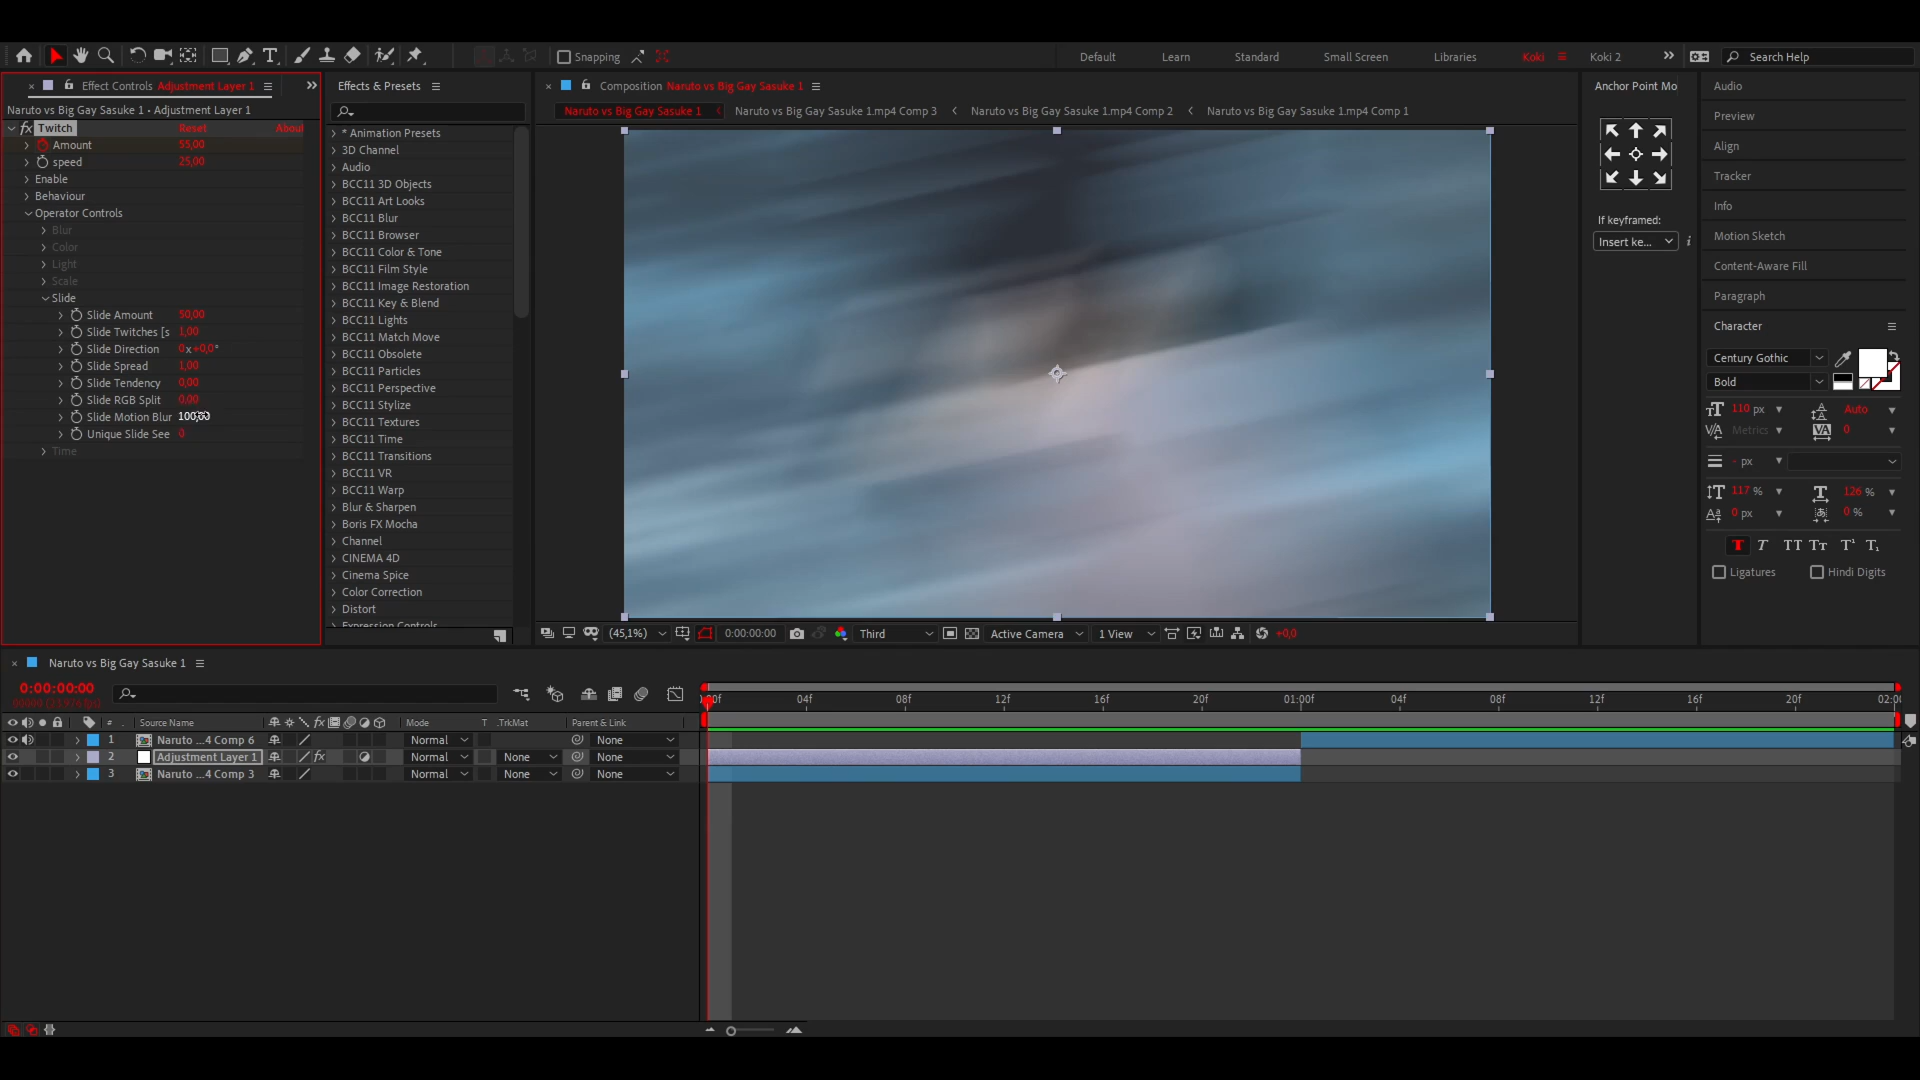 Snapping
Default
Learn
Standard
Small Screen
Libraries
Koki
Koki 2
Search Help
Effect Controls Adjustment Layer 1
Naruto vs Big Gay Sasuke 1 • Adjustment Layer 1
fx Twitch Reset About
Amount 55,00
speed 25,00
Enable
Behaviour
Operator Controls
Blur
Color
Light
Scale
Slide
Slide Amount 50,00
Slide Twitches [s 1,00
Slide Direction 0x+0,0°
Slide Spread 1,00
Slide Tendency 0,00
Slide RGB Split 0,00
Slide Motion Blur 100,00
Unique Slide See 0
Time
Effects & Presets
* Animation Presets
3D Channel
Audio
BCC11 3D Objects
BCC11 Art Looks
BCC11 Blur
BCC11 Browser
BCC11 Color & Tone
BCC11 Film Style
BCC11 Image Restoration
BCC11 Key & Blend
BCC11 Lights
BCC11 Match Move
BCC11 Obsolete
BCC11 Particles
BCC11 Perspective
BCC11 Stylize
BCC11 Textures
BCC11 Time
BCC11 Transitions
BCC11 VR
BCC11 Warp
Blur & Sharpen
Boris FX Mocha
Channel
CINEMA 4D
Cinema Spice
Color Correction
Distort
Expression Controls
Composition Naruto vs Big Gay Sasuke 1
Naruto vs Big Gay Sasuke 1
Naruto vs Big Gay Sasuke 1.mp4 Comp 3
Naruto vs Big Gay Sasuke 1.mp4 Comp 2
Naruto vs Big Gay Sasuke 1.mp4 Comp 1
(45,1%) 0:00:00:00 Third Active Camera 1 View +0,0
Anchor Point Mo
If keyframed:
Insert ke...
Audio
Preview
Align
Tracker
Info
Motion Sketch
Content-Aware Fill
Paragraph
Character
Century Gothic
Bold
110 px Auto
Metrics 0
- px
117 % 126 %
0 px 0 %
T T TT Tt T¹ T₁
Ligatures Hindi Digits
Naruto vs Big Gay Sasuke 1
0:00:00:00
:00f 04f 08f 12f 16f 20f 01:00f 04f 08f 12f 16f 20f 02:00
# Source Name fx Mode T .TrkMat Parent & Link
1 Naruto ...4 Comp 6 Normal None
2 Adjustment Layer 1 fx Normal None None
3 Naruto ...4 Comp 3 Normal None None